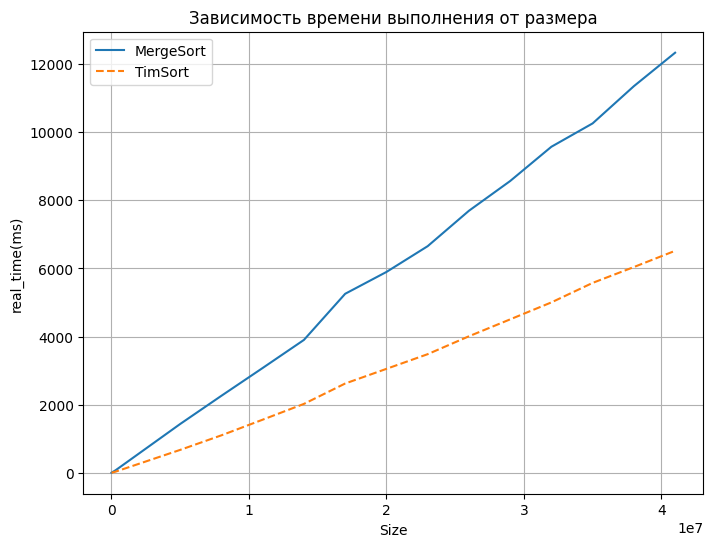 Зависимость времени выполнения от размера
MergeSort
TimSort
12000
10000
8000
6000
4000
2000
0
real_time(ms)
0
1
2
3
4
1e7
Size